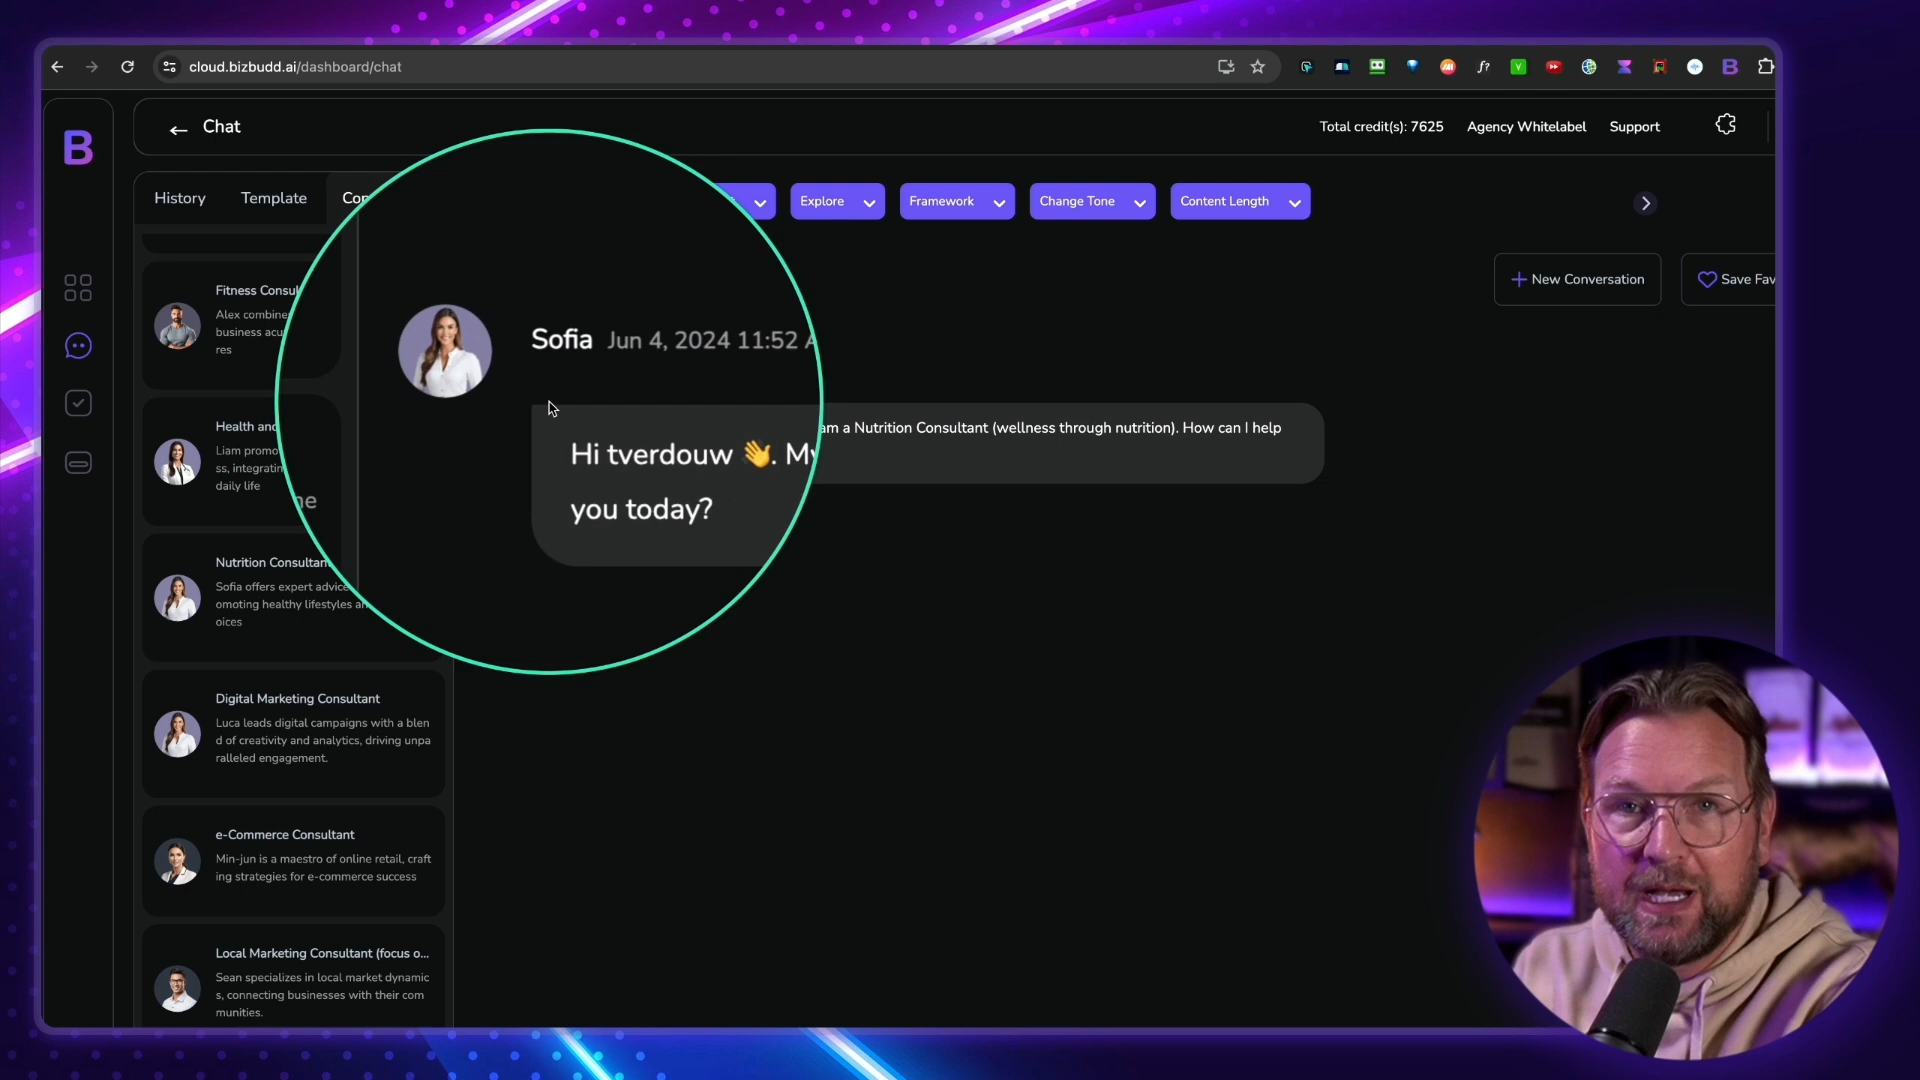 cloud.bizbudd.ai/dashboard/chat
B
Chat
Total credit(s): 7625
Agency Whitelabel
Support
History
Template
Explore
Framework
Change Tone
Content Length
New Conversation
Save Fav
Fitness Consul
Alex combine
business acu
res
Health and
Liam promo
ss, integratin
daily life
Nutrition Consultan
Sofia offers expert advice
omoting healthy lifestyles an
oices
Digital Marketing Consultant
Luca leads digital campaigns with a blen
d of creativity and analytics, driving unpa
ralleled engagement.
e-Commerce Consultant
Min-jun is a maestro of online retail, craft
ing strategies for e-commerce success
Local Marketing Consultant (focus o...
Sean specializes in local market dynamic
s, connecting businesses with their com
munities.
Sofia Jun 4, 2024 11:52 A
Hi tverdouw 👋. My
am a Nutrition Consultant (wellness through nutrition). How can I help
you today?